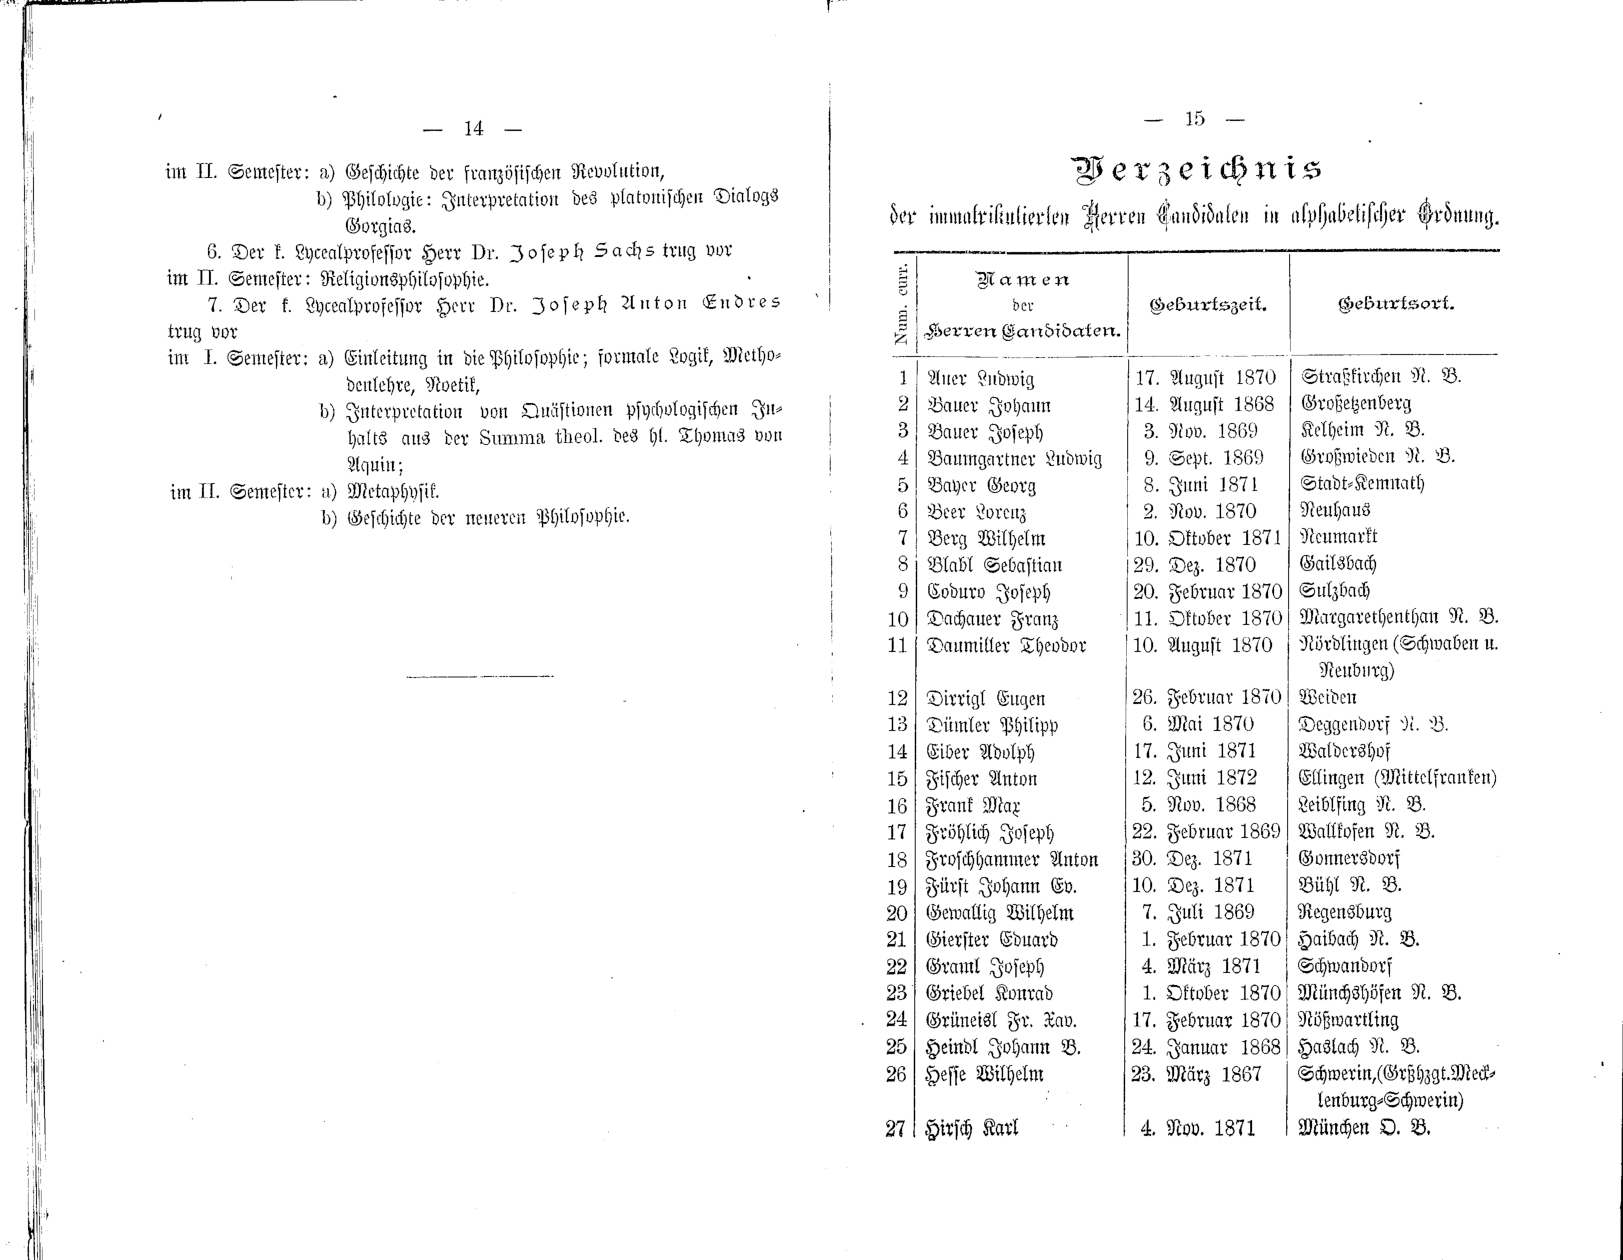 — 14 —
im II. Semester: a) Geschichte der französischen Revolution,
b) Philologie: Interpretation des platonischen Dialogs
Gorgias.
6. Der k. Lycealprofessor Herr Dr. Joseph Sachs trug vor
im II. Semester: Religionsphilosophie.
7. Der k. Lycealprofessor Herr Dr. Joseph Anton Endres
trug vor
im I. Semester: a) Einleitung in die Philosophie; formale Logik, Metho-
denlehre, Noetik,
b) Interpretation von Quästionen psychologischen In-
halts aus der Summa theol. des hl. Thomas von
Aquin;
im II. Semester: a) Metaphysik.
b) Geschichte der neueren Philosophie.
— 15 —
Verzeichnis
der immatrikulierten Herren Candidaten in alphabetischer Ordnung.
Num. curr. Namen der Herren Candidaten. Geburtszeit. Geburtsort.
1 Auer Ludwig 17. August 1870 Straßkirchen N. B.
2 Bauer Johann 14. August 1868 Großetzenberg
3 Bauer Joseph 3. Nov. 1869 Kelheim N. B.
4 Baumgartner Ludwig 9. Sept. 1869 Großwieden N. B.
5 Bayer Georg 8. Juni 1871 Stadt-Kemnath
6 Beer Lorenz 2. Nov. 1870 Neuhaus
7 Berg Wilhelm 10. Oktober 1871 Neumarkt
8 Blabl Sebastian 29. Dez. 1870 Gailsbach
9 Coduro Joseph 20. Februar 1870 Sulzbach
10 Dachauer Franz 11. Oktober 1870 Margarethenthan N. B.
11 Daumiller Theodor 10. August 1870 Nördlingen (Schwaben u.
Neuburg)
12 Dirrigl Eugen 26. Februar 1870 Weiden
13 Dümler Philipp 6. Mai 1870 Deggendorf N. B.
14 Eiber Adolph 17. Juni 1871 Waldershof
15 Fischer Anton 12. Juni 1872 Ellingen (Mittelfranken)
16 Frank Max 5. Nov. 1868 Leiblfing N. B.
17 Fröhlich Joseph 22. Februar 1869 Wallkofen N. B.
18 Froschhammer Anton 30. Dez. 1871 Gonnersdorf
19 Fürst Johann Ev. 10. Dez. 1871 Bühl N. B.
20 Gewallig Wilhelm 7. Juli 1869 Regensburg
21 Gierster Eduard 1. Februar 1870 Haibach N. B.
22 Graml Joseph 4. März 1871 Schwandorf
23 Griebel Konrad 1. Oktober 1870 Münchshöfen N. B.
24 Grüneisl Fr. Xav. 17. Februar 1870 Rößwartling
25 Heindl Johann B. 24. Januar 1868 Haslach N. B.
26 Hesse Wilhelm 23. März 1867 Schwerin,(Grßhzgt.Meck-
lenburg-Schwerin)
27 Hirsch Karl 4. Nov. 1871 München O. B.